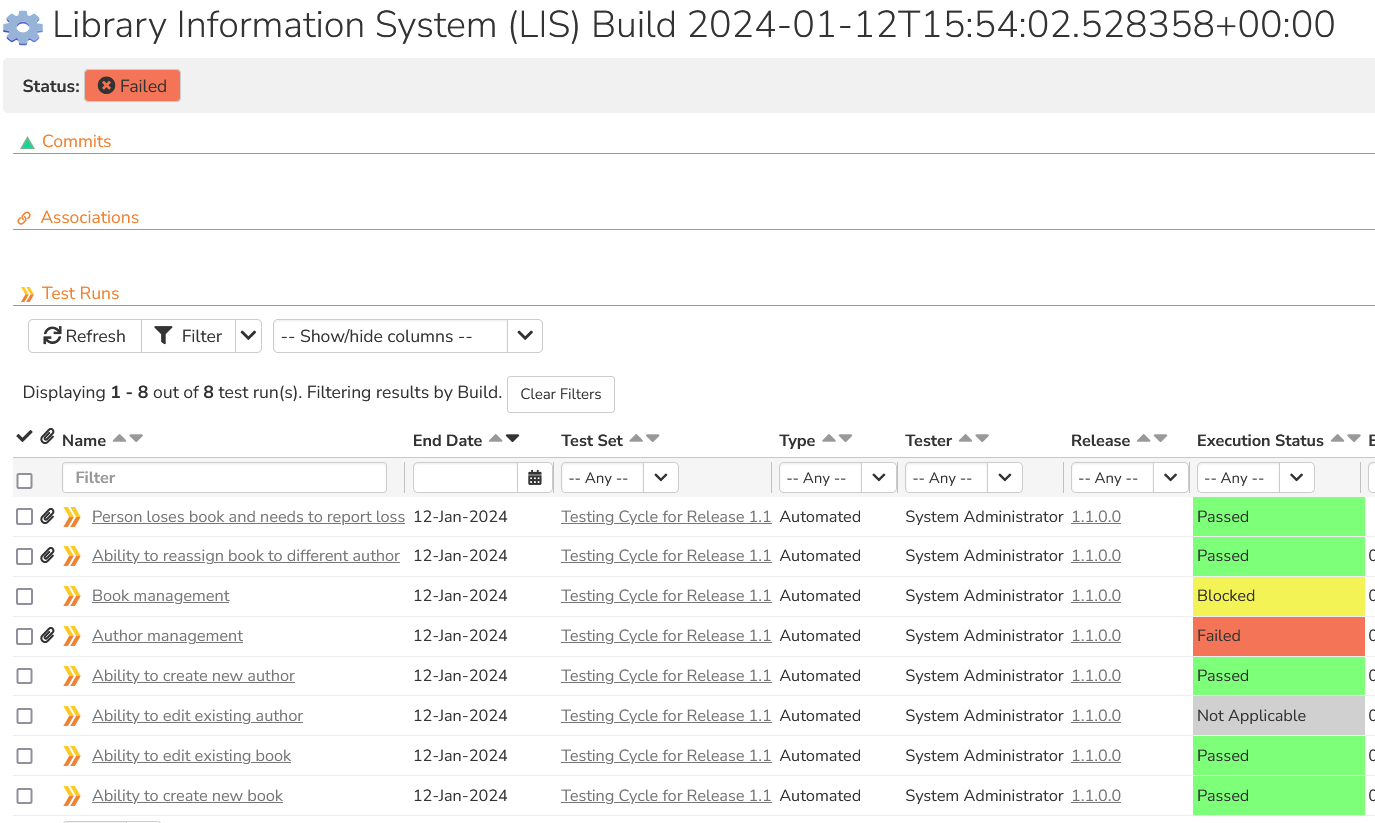 Library Information System (LIS) Build 2024-01-12T15:54:02.528358+00:00
Status: Failed
Commits
Associations
Test Runs
Refresh Filter -- Show/hide columns --
Displaying 1 - 8 out of 8 test run(s). Filtering results by Build. Clear Filters
Name End Date Test Set Type Tester Release Execution Status
Filter -- Any -- -- Any -- -- Any -- -- Any -- -- Any --
Person loses book and needs to report loss 12-Jan-2024 Testing Cycle for Release 1.1 Automated System Administrator 1.1.0.0 Passed
Ability to reassign book to different author 12-Jan-2024 Testing Cycle for Release 1.1 Automated System Administrator 1.1.0.0 Passed
Book management 12-Jan-2024 Testing Cycle for Release 1.1 Automated System Administrator 1.1.0.0 Blocked
Author management 12-Jan-2024 Testing Cycle for Release 1.1 Automated System Administrator 1.1.0.0 Failed
Ability to create new author 12-Jan-2024 Testing Cycle for Release 1.1 Automated System Administrator 1.1.0.0 Passed
Ability to edit existing author 12-Jan-2024 Testing Cycle for Release 1.1 Automated System Administrator 1.1.0.0 Not Applicable
Ability to edit existing book 12-Jan-2024 Testing Cycle for Release 1.1 Automated System Administrator 1.1.0.0 Passed
Ability to create new book 12-Jan-2024 Testing Cycle for Release 1.1 Automated System Administrator 1.1.0.0 Passed